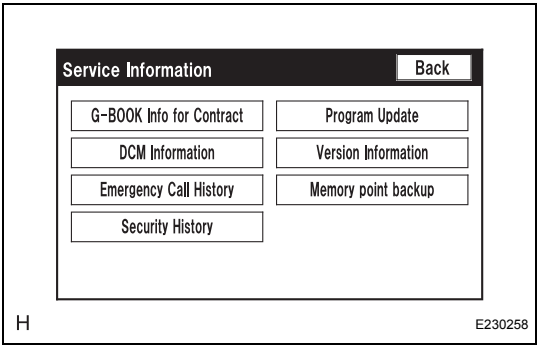 Service Information Back
G-BOOK Info for Contract Program Update
DCM Information Version Information
Emergency Call History Memory point backup
Security History
H E230258